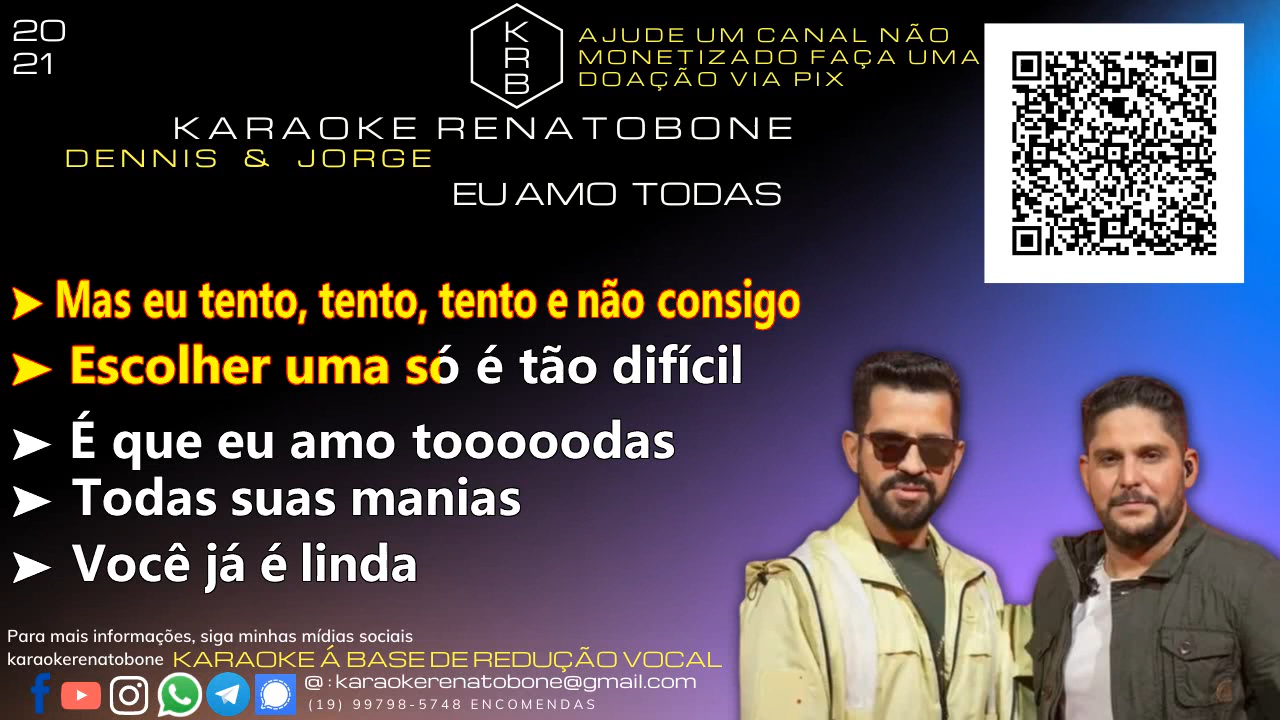 20
21
K
R
B
AJUDE UM CANAL NÃO
MONETIZADO FAÇA UMA
DOAÇÃO VIA PIX
KARAOKE RENATOBONE
DENNIS & JORGE
EU AMO TODAS
➤ Mas eu tento, tento, tento e não consigo
➤ Escolher uma só é tão difícil
➤ É que eu amo tooooodas
➤ Todas suas manias
➤ Você já é linda
Para mais informações, siga minhas mídias sociais
karaokerenatobone KARAOKE Á BASE DE REDUÇÃO VOCAL
@:karaokerenatobone@gmail.com
(19) 99798-5748 ENCOMENDAS